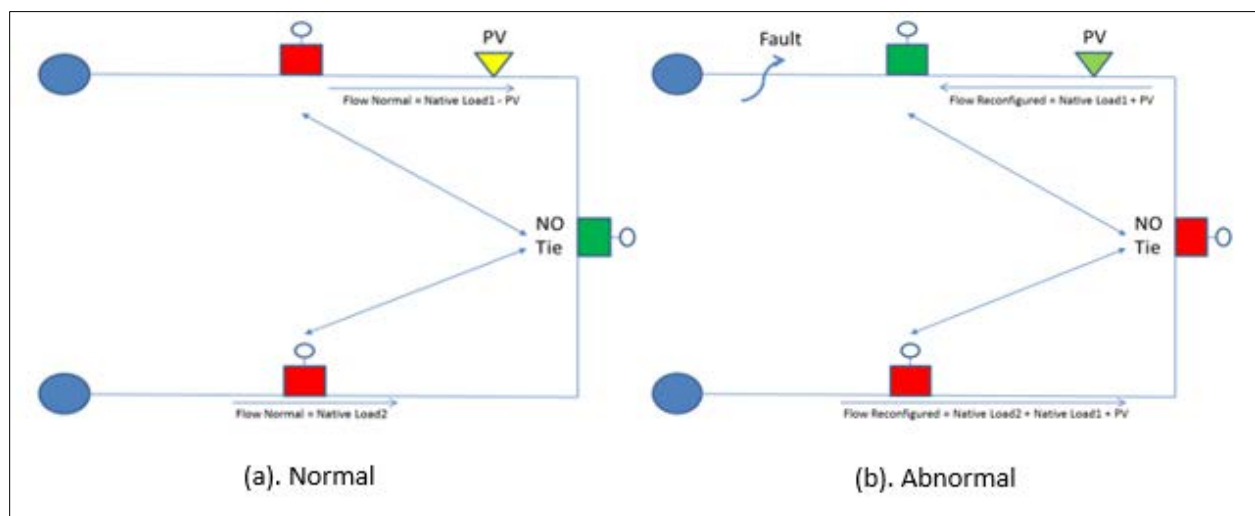 PV
Flow Normal = Native Load1 - PV
NO
Tie
Flow Normal = Native Load2
(a). Normal
Fault
PV
Flow Reconfigured = Native Load1 + PV
NO
Tie
Flow Reconfigured = Native Load2 + Native Load1 + PV
(b). Abnormal